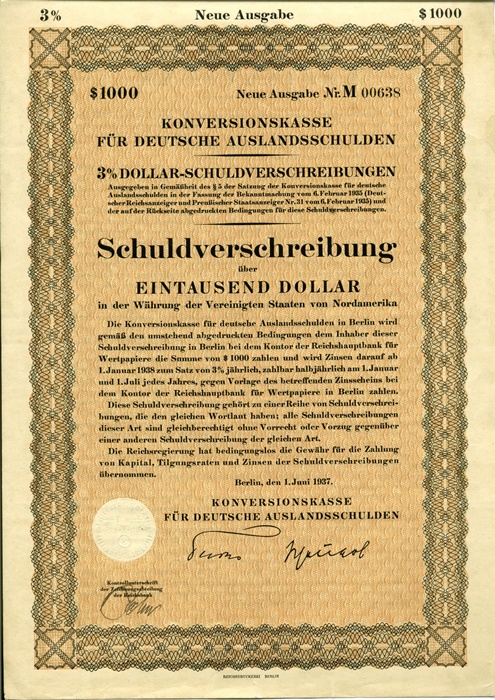 3% Neue Ausgabe $1000
$1000 Neue Ausgabe Nr. M 00638
KONVERSIONSKASSE
FÜR DEUTSCHE AUSLANDSSCHULDEN
3% DOLLAR-SCHULDVERSCHREIBUNGEN
Ausgegeben in Gemäßheit des § 5 der Satzung der Konversionskasse für deutsche
Auslandsschulden in der Fassung der Bekanntmachung vom 6. Februar 1935 (Deut-
scher Reichsanzeiger und Preußischer Staatsanzeiger Nr. 31 vom 6. Februar 1935) und
der auf der Rückseite abgedruckten Bedingungen für diese Schuldverschreibungen.
Schuldverschreibung
über
EINTAUSEND DOLLAR
in der Währung der Vereinigten Staaten von Nordamerika
Die Konversionskasse für deutsche Auslandsschulden in Berlin wird
gemäß den umstehend abgedruckten Bedingungen dem Inhaber dieser
Schuldverschreibung in Berlin bei dem Kontor der Reichshauptbank für
Wertpapiere die Summe von $ 1000 zahlen und wird Zinsen darauf ab
1. Januar 1938 zum Satz von 3% jährlich, zahlbar halbjährlich am 1. Januar
und 1. Juli jedes Jahres, gegen Vorlage des betreffenden Zinsscheins bei
dem Kontor der Reichshauptbank für Wertpapiere in Berlin zahlen.
Diese Schuldverschreibung gehört zu einer Reihe von Schuldverschrei-
bungen, die den gleichen Wortlaut haben; alle Schuldverschreibungen
dieser Art sind gleichberechtigt ohne Vorrecht oder Vorzug gegenüber
einer anderen Schuldverschreibung der gleichen Art.
Die Reichsregierung hat bedingungslos die Gewähr für die Zahlung
von Kapital, Tilgungsraten und Zinsen der Schuldverschreibungen
übernommen.
Berlin, den 1. Juni 1937.
KONVERSIONSKASSE
FÜR DEUTSCHE AUSLANDSSCHULDEN
Kontrollunterschrift
der
der Reichsbank
REICHSDRUCKEREI BERLIN